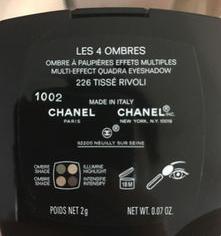 LES 4 OMBRES
OMBRE À PAUPIÈRES EFFETS MULTIPLES
MULTI-EFFECT QUADRA EYESHADOW
226 TISSÉ RIVOLI
1002
MADE IN ITALY
CHANEL CHANEL INC.
PARIS NEW YORK, N.Y. 10019
92200 NEUILLY SUR SEINE
OMBRE SHADE ILLUMINE HIGHLIGHT
OMBRE SHADE INTENSIFIE INTENSIFY
18 M
POIDS NET 2g NET WT. 0.07 OZ.